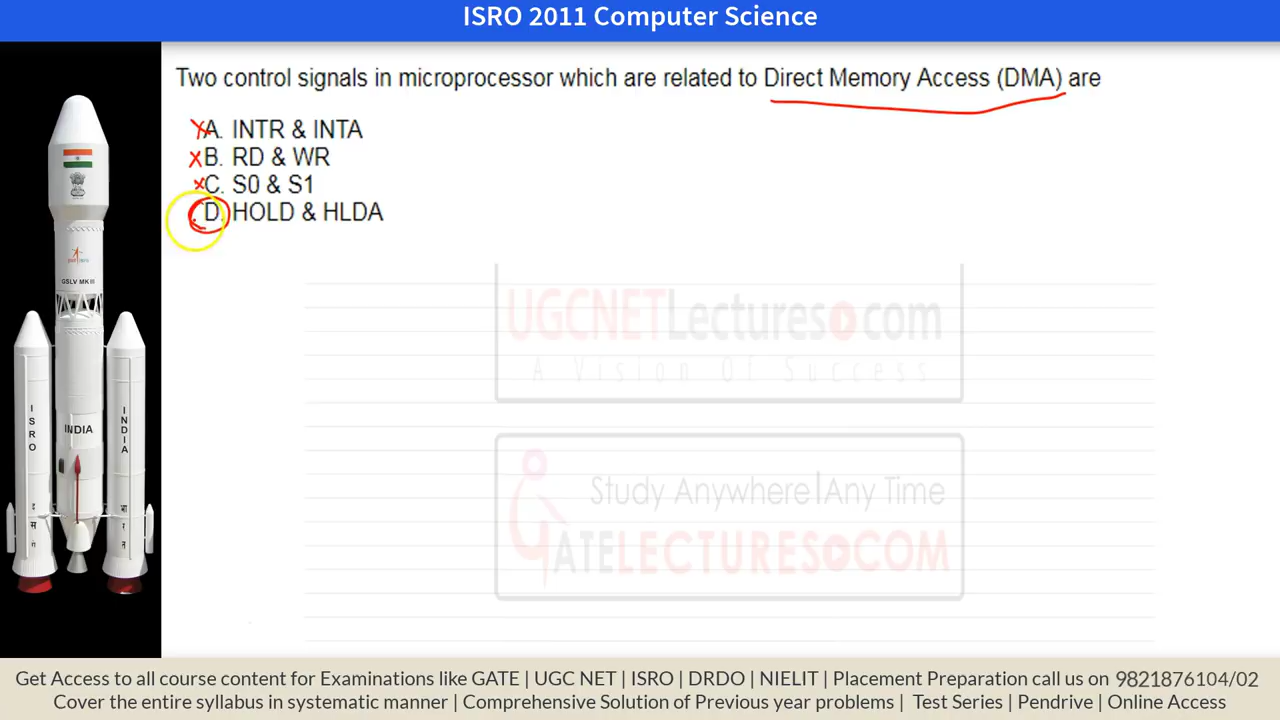 ISRO 2011 Computer Science
Two control signals in microprocessor which are related to Direct Memory Access (DMA) are
A. INTR & INTA
B. RD & WR
C. S0 & S1
D. HOLD & HLDA
GSLV MK III
INDIA
ISRO
INDIA
UGCNETLectures.com
A Vision Of Success
Study Anywhere|Any Time
GATELECTURES.COM
Get Access to all course content for Examinations like GATE | UGC NET | ISRO | DRDO | NIELIT | Placement Preparation call us on 9821876104/02
Cover the entire syllabus in systematic manner | Comprehensive Solution of Previous year problems | Test Series | Pendrive | Online Access